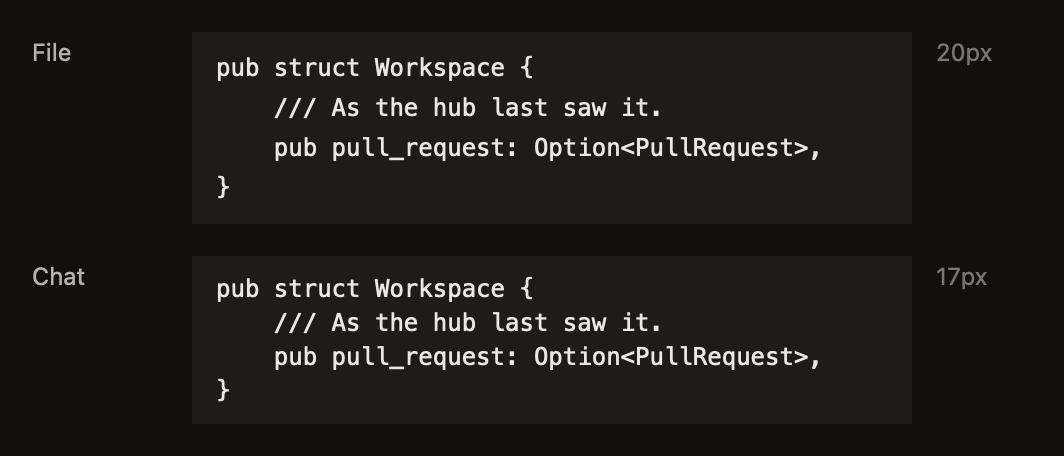 File
pub struct Workspace {
    /// As the hub last saw it.
    pub pull_request: Option<PullRequest>,
}
20px
Chat
pub struct Workspace {
    /// As the hub last saw it.
    pub pull_request: Option<PullRequest>,
}
17px